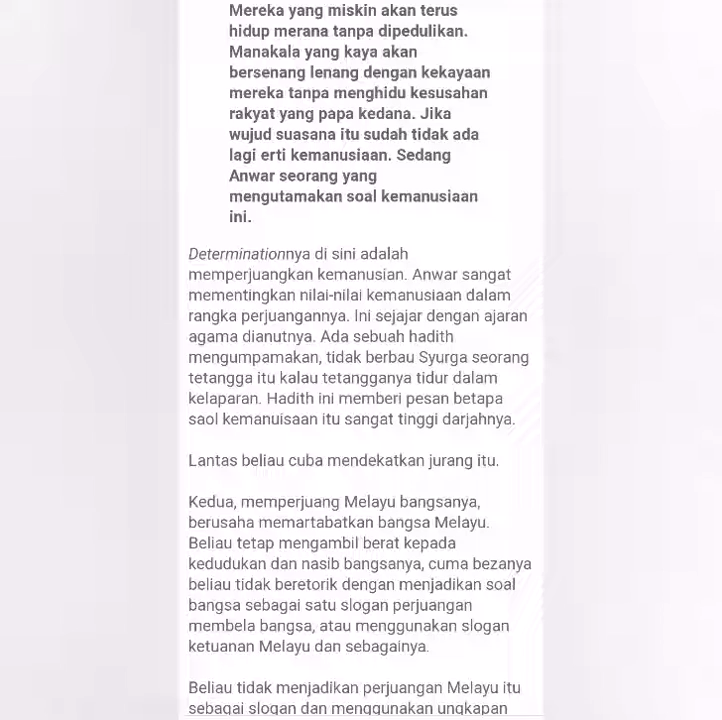 Mereka yang miskin akan terus
hidup merana tanpa dipedulikan.
Manakala yang kaya akan
bersenang lenang dengan kekayaan
mereka tanpa menghidu kesusahan
rakyat yang papa kedana. Jika
wujud suasana itu sudah tidak ada
lagi erti kemanusiaan. Sedang
Anwar seorang yang
mengutamakan soal kemanusiaan
ini.
Determinationnya di sini adalah
memperjuangkan kemanusian. Anwar sangat
mementingkan nilai-nilai kemanusiaan dalam
rangka perjuangannya. Ini sejajar dengan ajaran
agama dianutnya. Ada sebuah hadith
mengumpamakan, tidak berbau Syurga seorang
tetangga itu kalau tetangganya tidur dalam
kelaparan. Hadith ini memberi pesan betapa
saol kemanuisaan itu sangat tinggi darjahnya.
Lantas beliau cuba mendekatkan jurang itu.
Kedua, memperjuang Melayu bangsanya,
berusaha memartabatkan bangsa Melayu.
Beliau tetap mengambil berat kepada
kedudukan dan nasib bangsanya, cuma bezanya
beliau tidak beretorik dengan menjadikan soal
bangsa sebagai satu slogan perjuangan
membela bangsa, atau menggunakan slogan
ketuanan Melayu dan sebagainya.
Beliau tidak menjadikan perjuangan Melayu itu
sebagai slogan dan menggunakan ungkapan